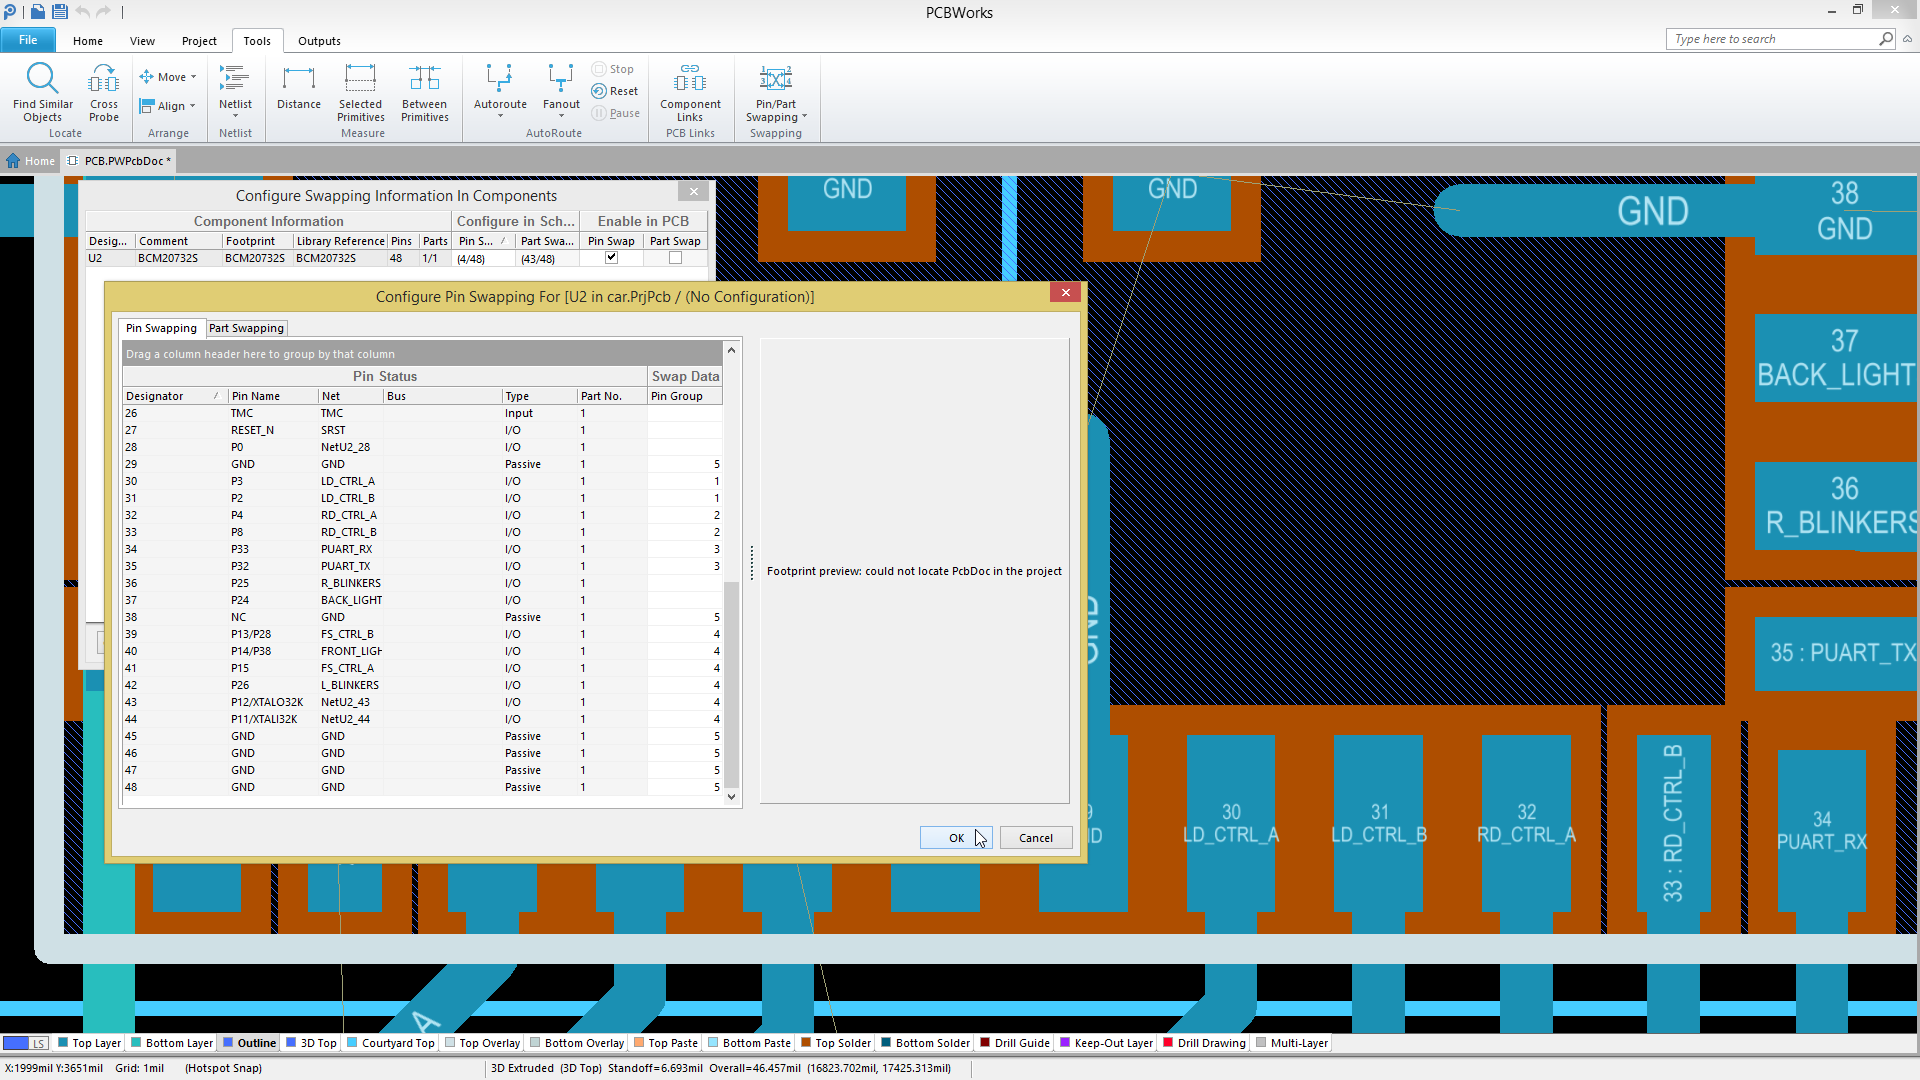 PCBWorks
File Home View Project Tools Outputs
Type here to search
Find Similar Objects
Cross Probe
Move
Align
Netlist
Distance
Selected Primitives
Between Primitives
Autoroute
Fanout
Stop
Reset
Pause
Component Links
Pin/Part Swapping
Locate Arrange Netlist Measure AutoRoute PCB Links Swapping
Home PCB.PWPcbDoc *
Configure Swapping Information In Components
Component Information Configure in Sch... Enable in PCB
Desig... Comment Footprint Library Reference Pins Parts Pin S... Part Swa... Pin Swap Part Swap
U2 BCM20732S BCM20732S BCM20732S 48 1/1 (4/48) (43/48)
Configure Pin Swapping For [U2 in car.PrjPcb / (No Configuration)]
Pin Swapping Part Swapping
Drag a column header here to group by that column
Pin Status Swap Data
Designator Pin Name Net Bus Type Part No. Pin Group
26 TMC TMC Input 1
27 RESET_N SRST I/O 1
28 P0 NetU2_28 I/O 1
29 GND GND Passive 1 5
30 P3 LD_CTRL_A I/O 1 1
31 P2 LD_CTRL_B I/O 1 1
32 P4 RD_CTRL_A I/O 1 2
33 P8 RD_CTRL_B I/O 1 2
34 P33 PUART_RX I/O 1 3
35 P32 PUART_TX I/O 1 3
36 P25 R_BLINKERS I/O 1
37 P24 BACK_LIGHT I/O 1
38 NC GND Passive 1 5
39 P13/P28 FS_CTRL_B I/O 1 4
40 P14/P38 FRONT_LIGH I/O 1 4
41 P15 FS_CTRL_A I/O 1 4
42 P26 L_BLINKERS I/O 1 4
43 P12/XTALO32K NetU2_43 I/O 1 4
44 P11/XTALI32K NetU2_44 I/O 1 4
45 GND GND Passive 1 5
46 GND GND Passive 1 5
47 GND GND Passive 1 5
48 GND GND Passive 1 5
Footprint preview: could not locate PcbDoc in the project
OK Cancel
GND
GND
GND
38
GND
37
BACK_LIGHT
36
R_BLINKERS
35 : PUART_TX
30
LD_CTRL_A
31
LD_CTRL_B
32
RD_CTRL_A
33 : RD_CTRL_B
34
PUART_RX
A
LS Top Layer Bottom Layer Outline 3D Top Courtyard Top Top Overlay Bottom Overlay Top Paste Bottom Paste Top Solder Bottom Solder Drill Guide Keep-Out Layer Drill Drawing Multi-Layer
X:1999mil Y:3651mil Grid: 1mil (Hotspot Snap) 3D Extruded (3D Top) Standoff=6.693mil Overall=46.457mil (16823.702mil, 17425.313mil)